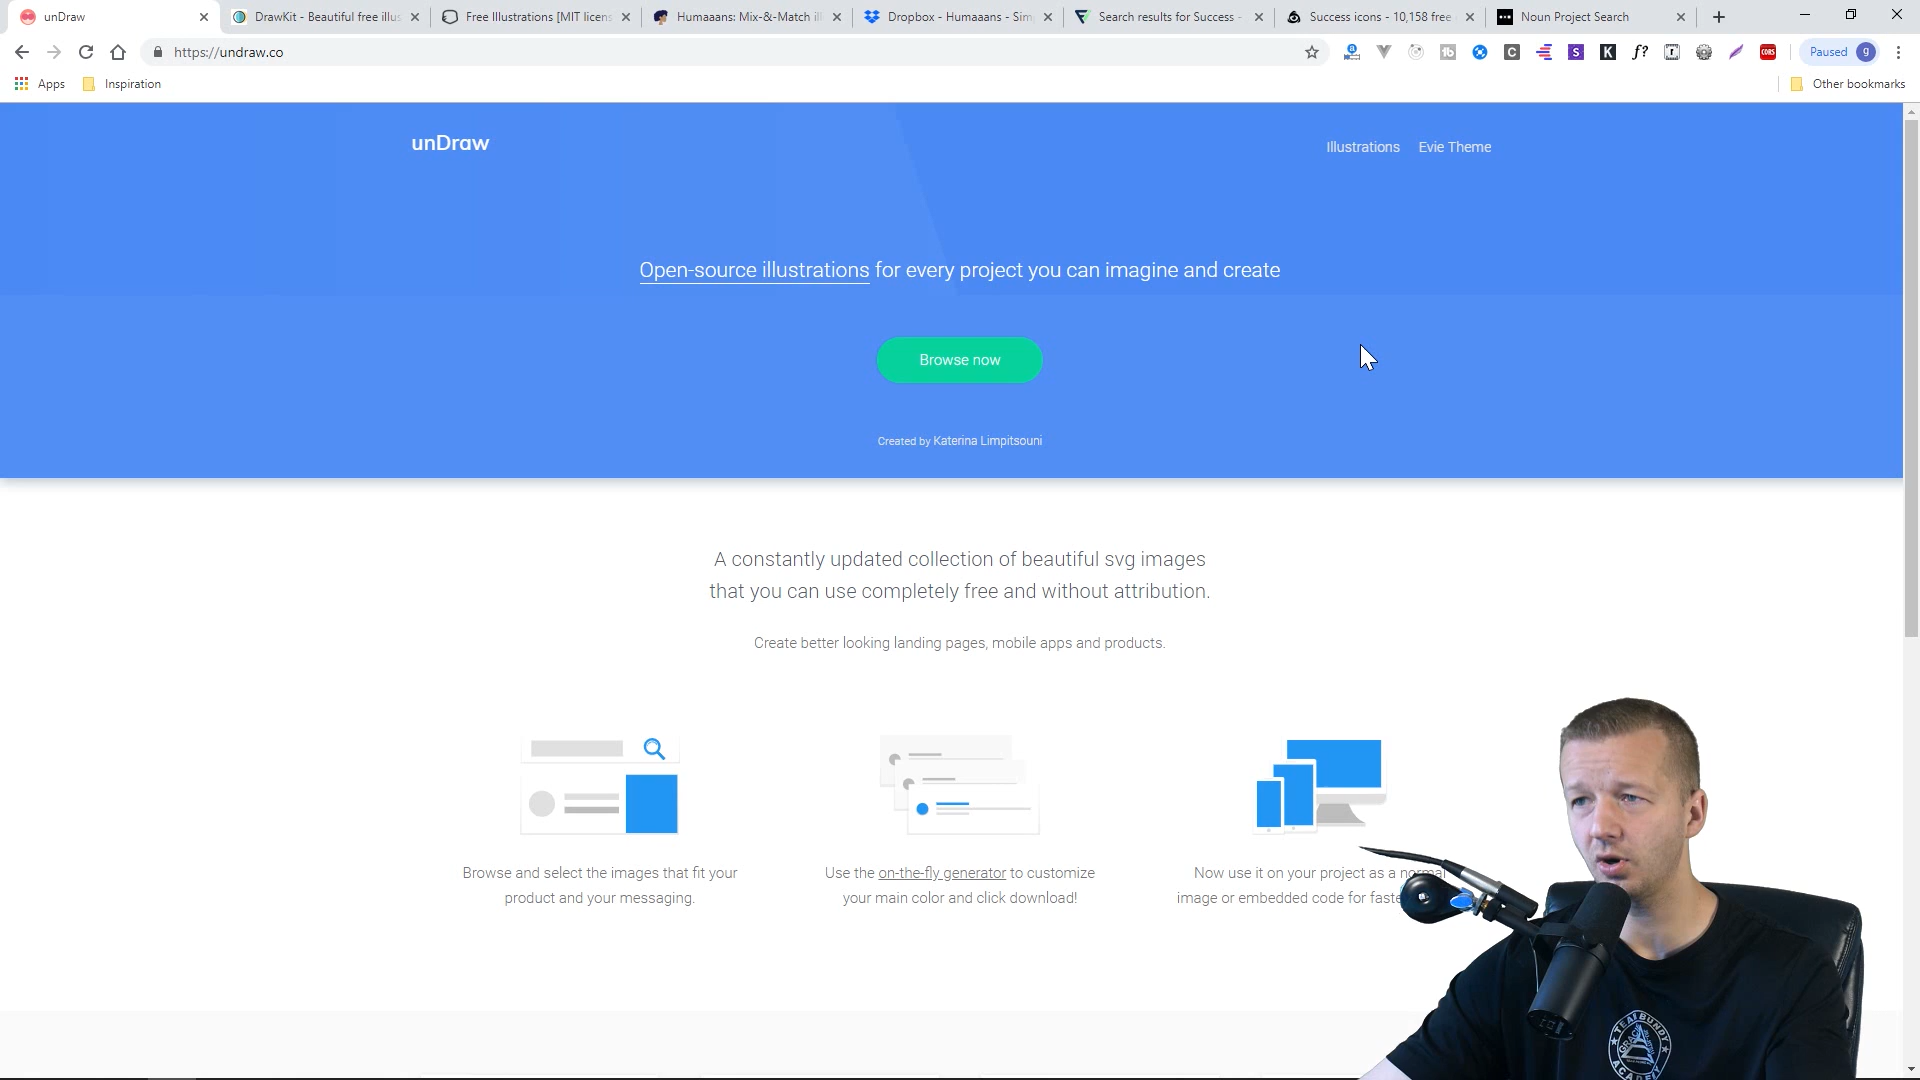 unDraw
DrawKit - Beautiful free illus
Free Illustrations [MIT licens
Humaaans: Mix-&-Match ill
Dropbox - Humaaans - Sim
Search results for Success -
Success icons - 10,158 free
Noun Project Search
https://undraw.co
Paused
g
Apps
Inspiration
Other bookmarks
unDraw
Illustrations
Evie Theme
Open-source illustrations for every project you can imagine and create
Browse now
Created by Katerina Limpitsouni
A constantly updated collection of beautiful svg images
that you can use completely free and without attribution.
Create better looking landing pages, mobile apps and products.
Browse and select the images that fit your
product and your messaging.
Use the on-the-fly generator to customize
your main color and click download!
Now use it on your project as a normal
image or embedded code for faste
ACADEMY